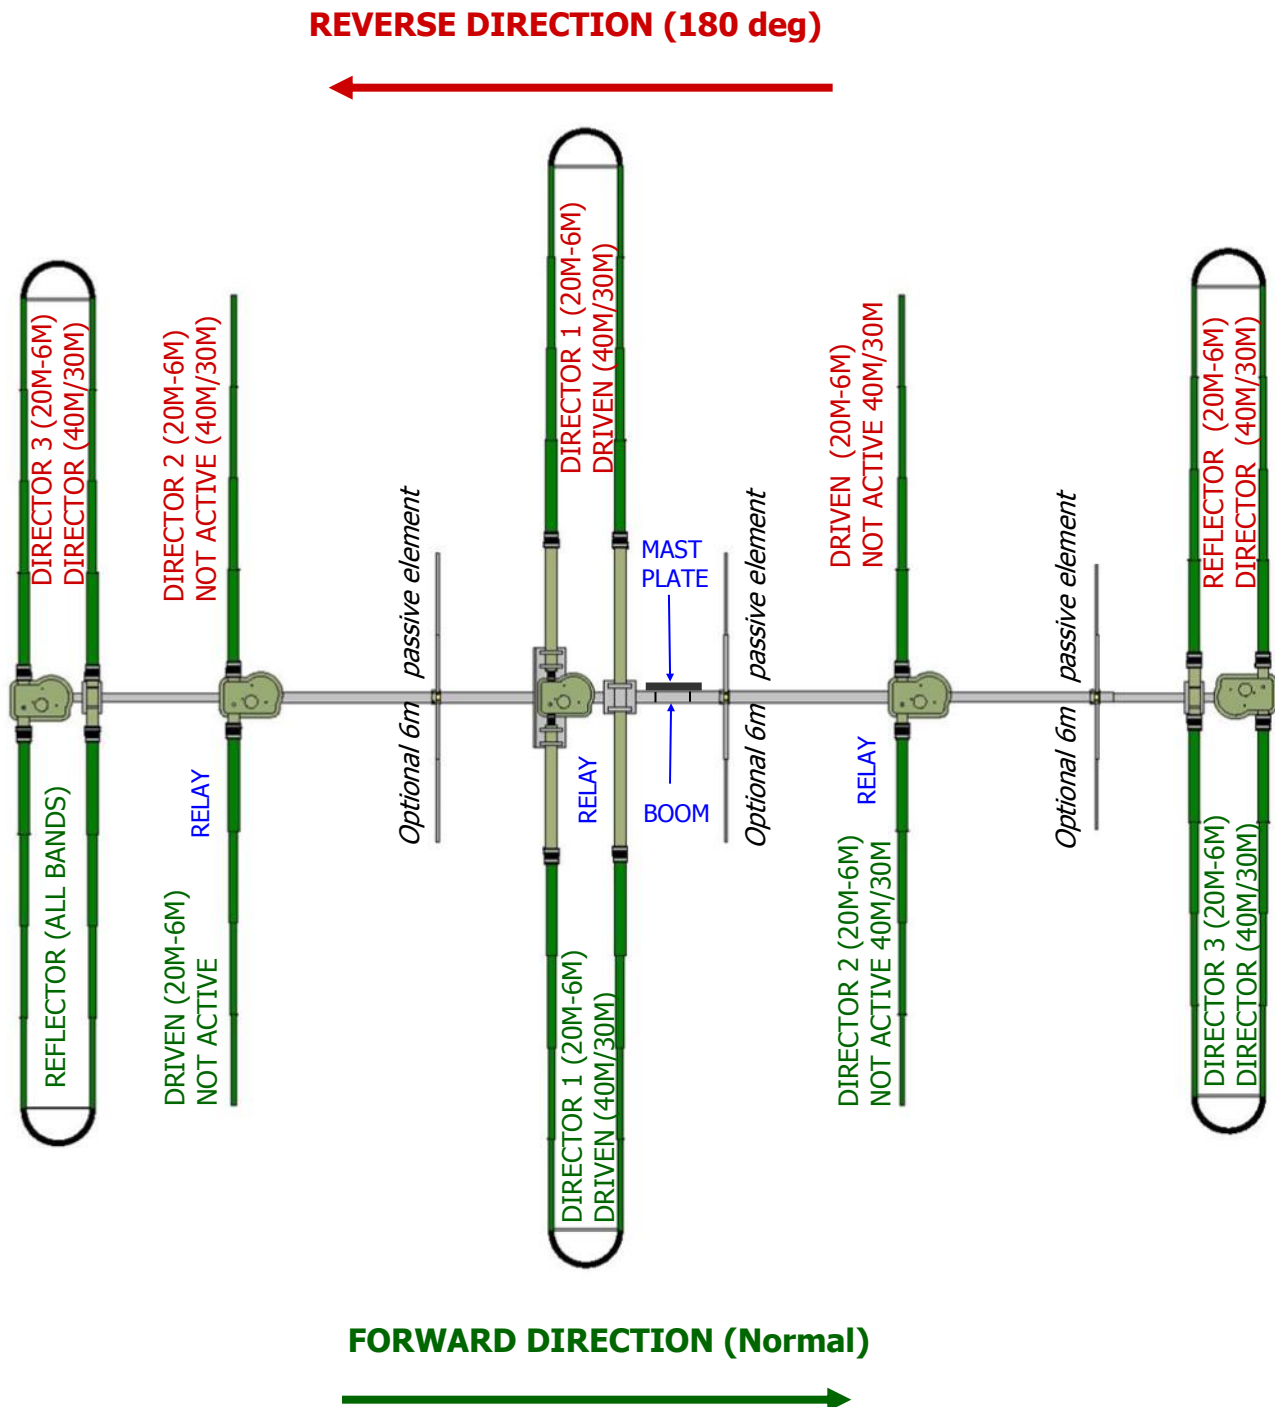 REVERSE DIRECTION (180 deg)
DIRECTOR 3 (20M-6M)
DIRECTOR (40M/30M)
DIRECTOR 2 (20M-6M)
NOT ACTIVE (40M/30M)
DIRECTOR 1 (20M-6M)
DRIVEN (40M/30M)
DRIVEN (20M-6M)
NOT ACTIVE 40M/30M
REFLECTOR (20M-6M)
DIRECTOR (40M/30M)
Optional 6m passive element
MAST
PLATE
Optional 6m passive element
Optional 6m passive element
RELAY
RELAY
BOOM
RELAY
REFLECTOR (ALL BANDS)
DRIVEN (20M-6M)
NOT ACTIVE
DIRECTOR 1 (20M-6M)
DRIVEN (40M/30M)
DIRECTOR 2 (20M-6M)
NOT ACTIVE 40M/30M
DIRECTOR 3 (20M-6M)
DIRECTOR (40M/30M)
FORWARD DIRECTION (Normal)